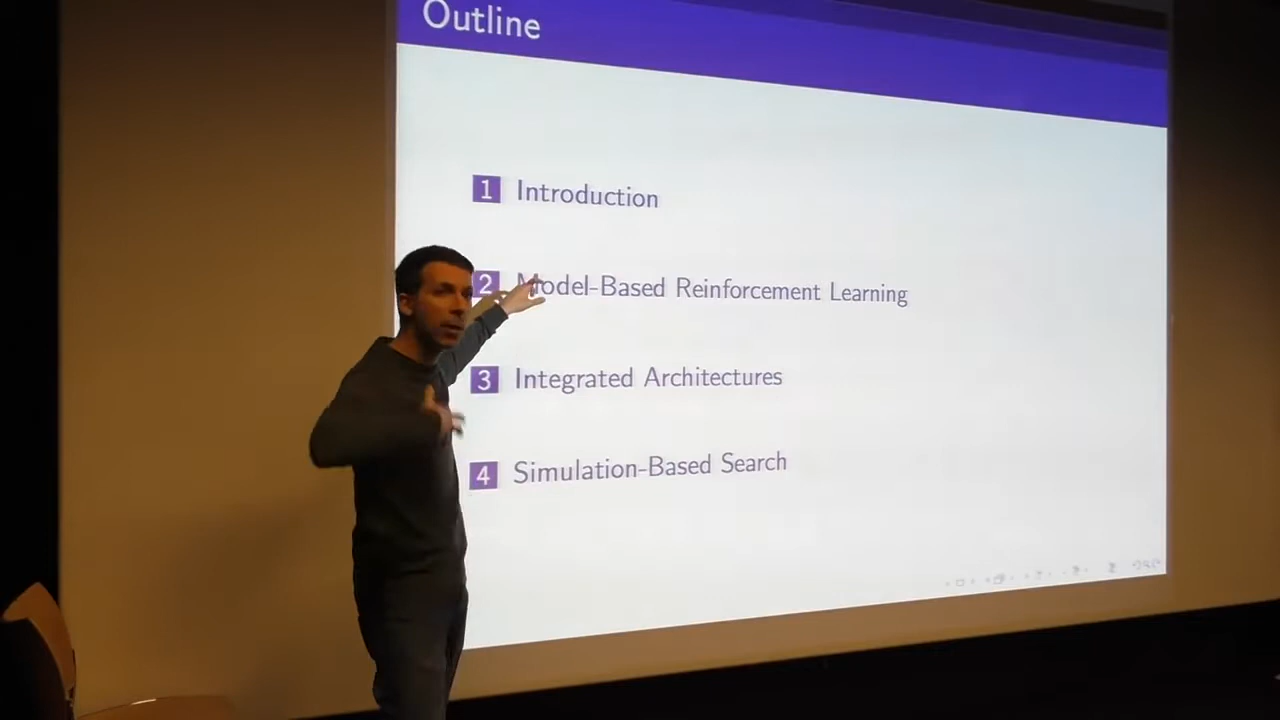 Outline
1 Introduction
2 Model-Based Reinforcement Learning
3 Integrated Architectures
4 Simulation-Based Search